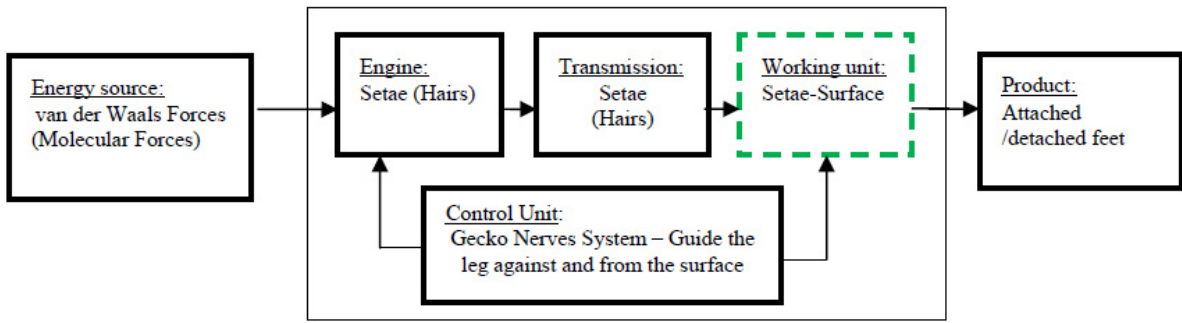 Energy source:
van der Waals Forces
(Molecular Forces)
Engine:
Setae (Hairs)
Transmission:
Setae
(Hairs)
Working unit:
Setae-Surface
Product:
Attached
/detached feet
Control Unit:
Gecko Nerves System – Guide the
leg against and from the surface